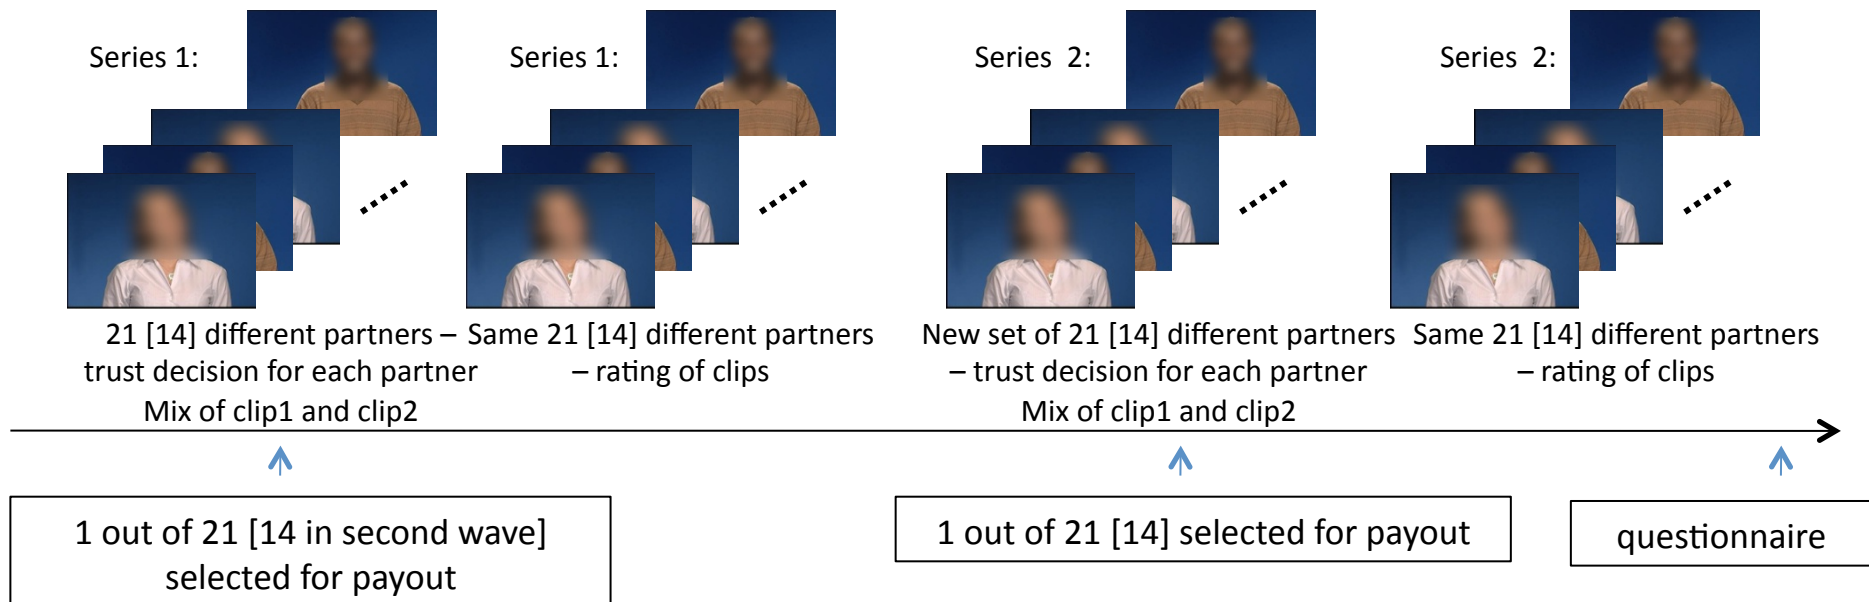 Series 1:
21 [14] different partners –
trust decision for each partner
Mix of clip1 and clip2
Series 1:
Same 21 [14] different partners
– rating of clips
Series 2:
New set of 21 [14] different partners
– trust decision for each partner
Mix of clip1 and clip2
Series 2:
Same 21 [14] different partners
– rating of clips
1 out of 21 [14 in second wave]
selected for payout
1 out of 21 [14] selected for payout
questionnaire